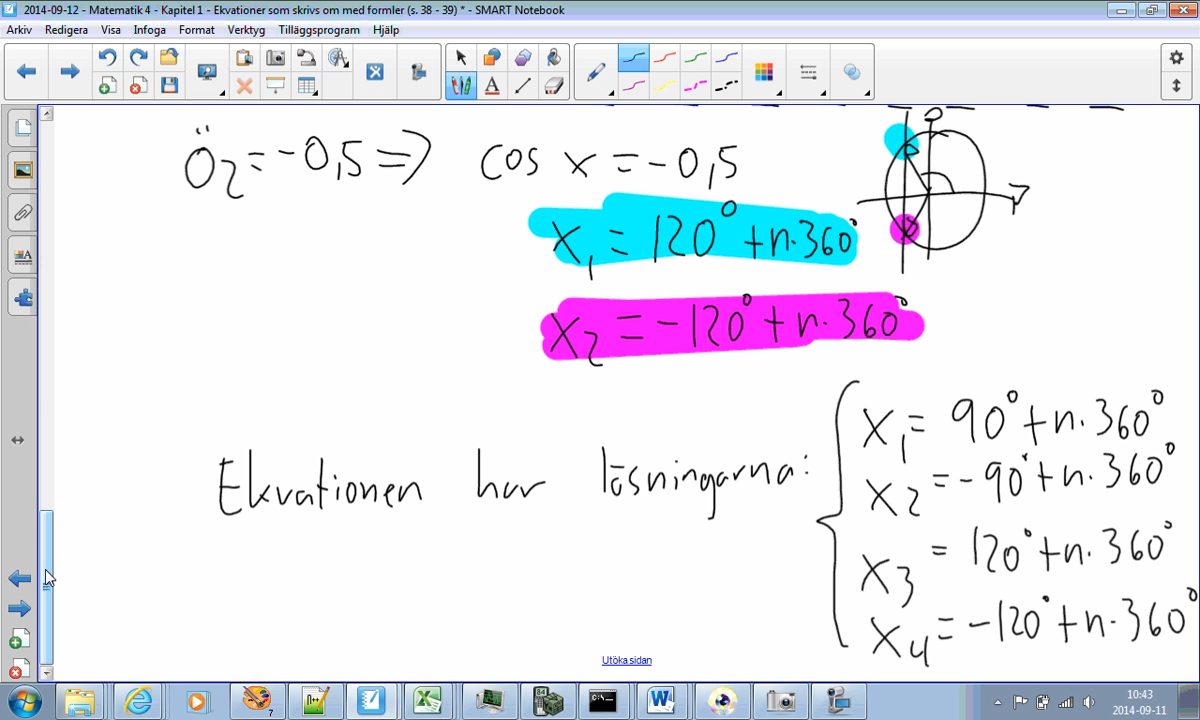 2014-09-12 - Matematik 4 - Kapitel 1 - Ekvationer som skrivs om med formler (s. 38 - 39) * - SMART Notebook
Arkiv Redigera Visa Infoga Format Verktyg Tilläggsprogram Hjälp
Ö2 = -0,5 => cos x = -0,5
x1 = 120° + n·360°
x2 = -120° + n·360°
Ekvationen har lösningarna:
x1 = 90° + n·360°
x2 = -90° + n·360°
x3 = 120° + n·360°
x4 = -120° + n·360°
Utöka sidan
10:43
2014-09-11